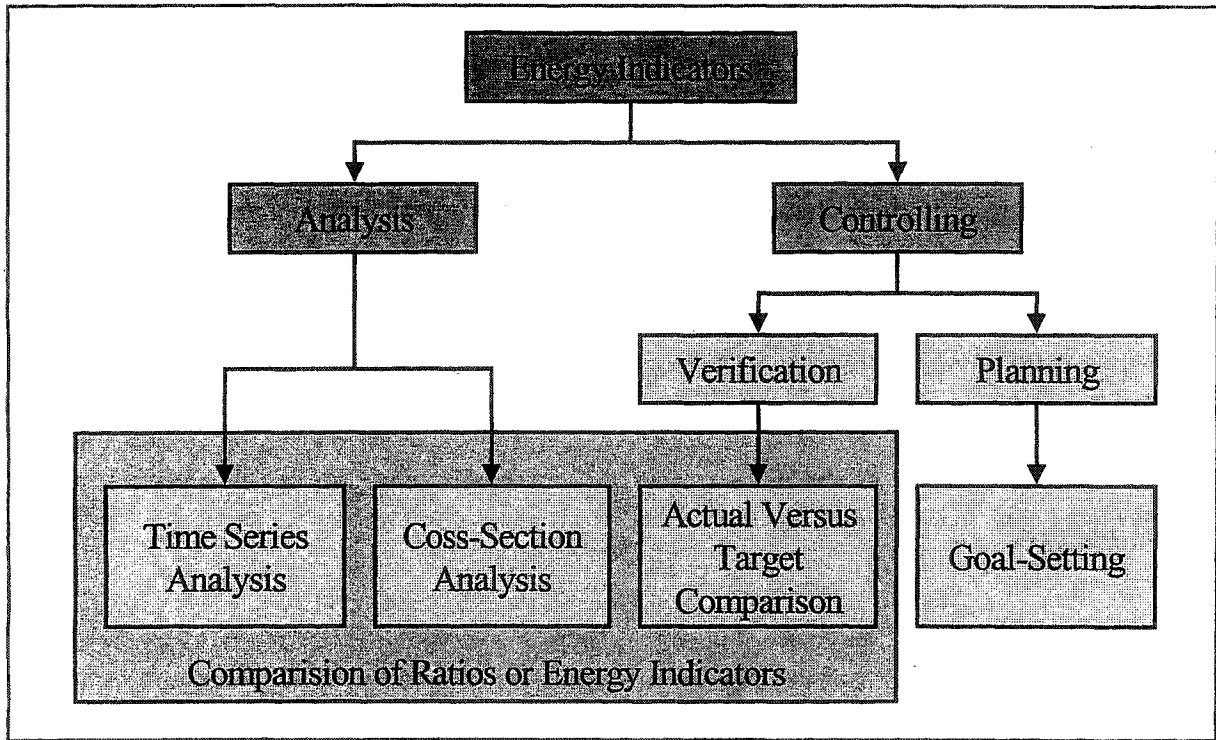 Energy Indicators
Analysis
Controlling
Verification
Planning
Time Series
Analysis
Coss-Section
Analysis
Actual Versus
Target
Comparison
Goal-Setting
Comparision of Ratios or Energy Indicators